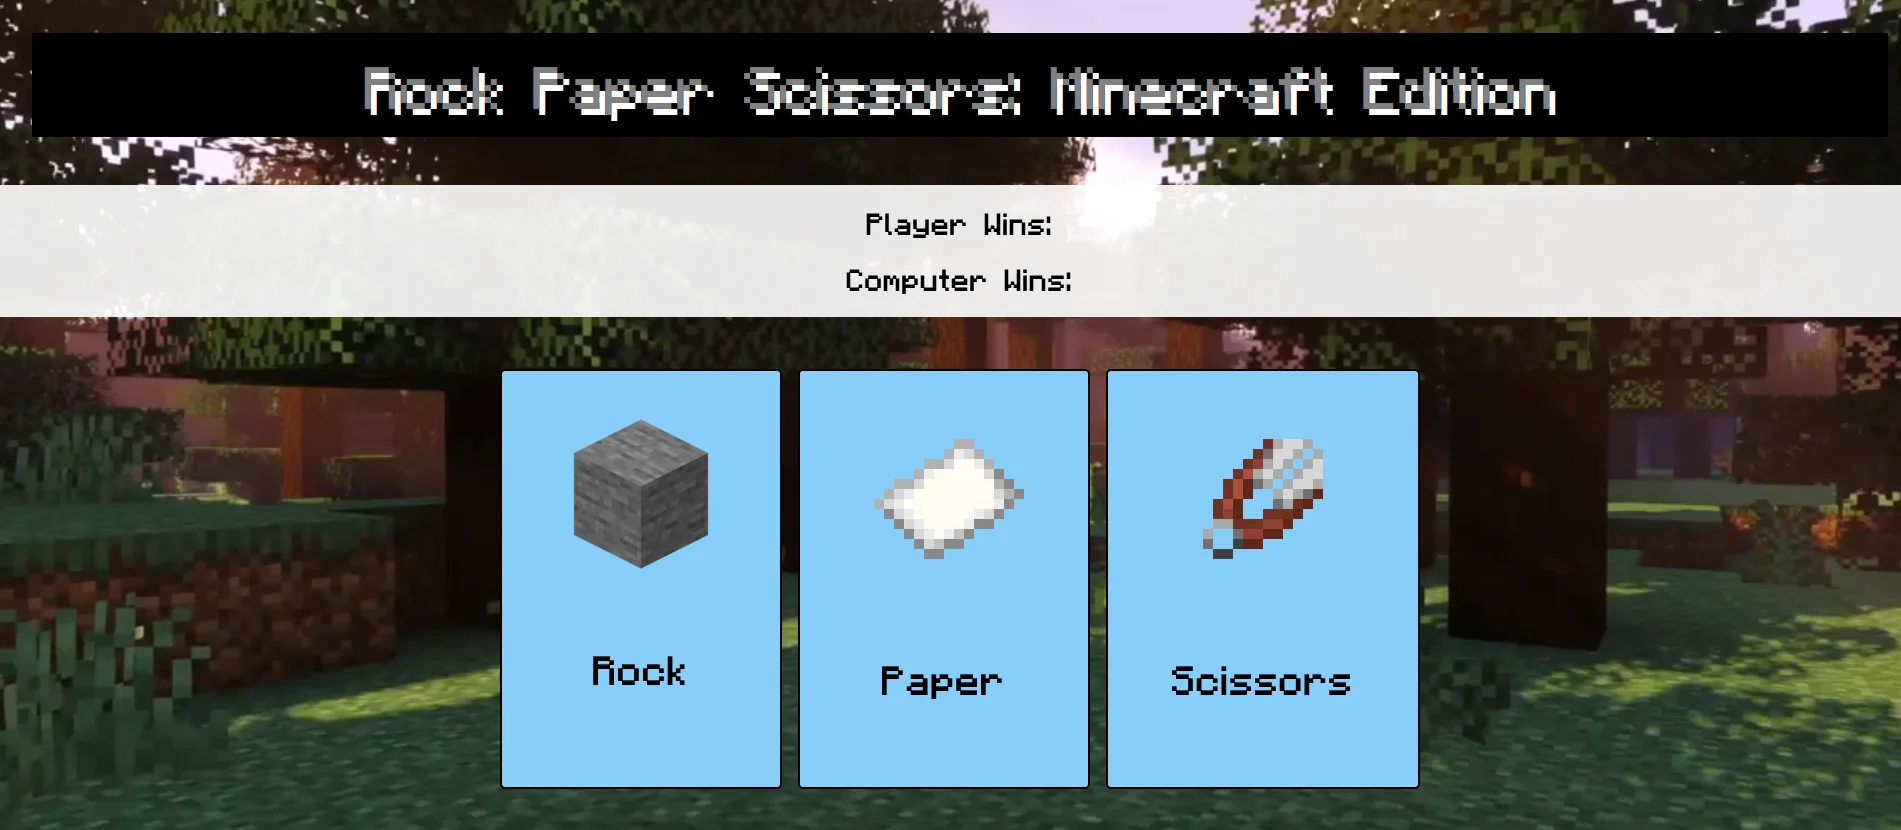 Rock Paper Scissors: Minecraft Edition
Player Wins:
Computer Wins:
Rock
Paper
Scissors